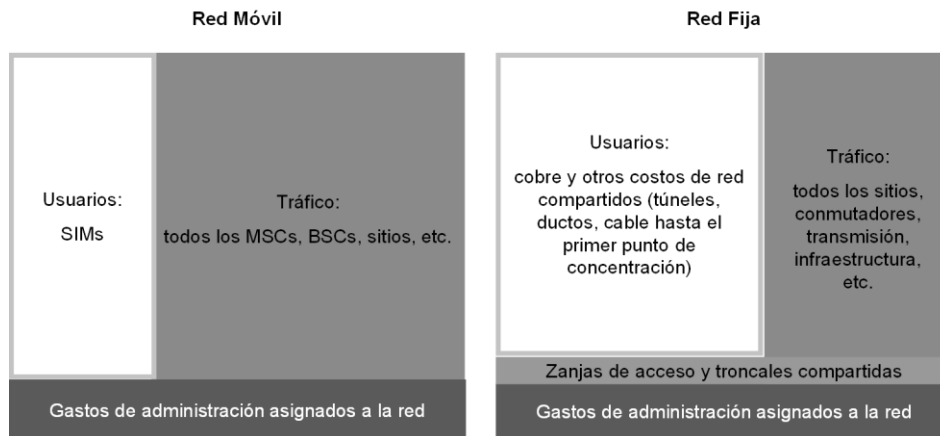 Red Móvil
Usuarios:
SIMs
Tráfico:
todos los MSCs, BSCs, sitios, etc.
Gastos de administración asignados a la red
Red Fija
Usuarios:
cobre y otros costos de red
compartidos (túneles,
ductos, cable hasta el
primer punto de
concentración)
Tráfico:
todos los sitios,
conmutadores,
transmisión,
infraestructura,
etc.
Zanjas de acceso y troncales compartidas
Gastos de administración asignados a la red